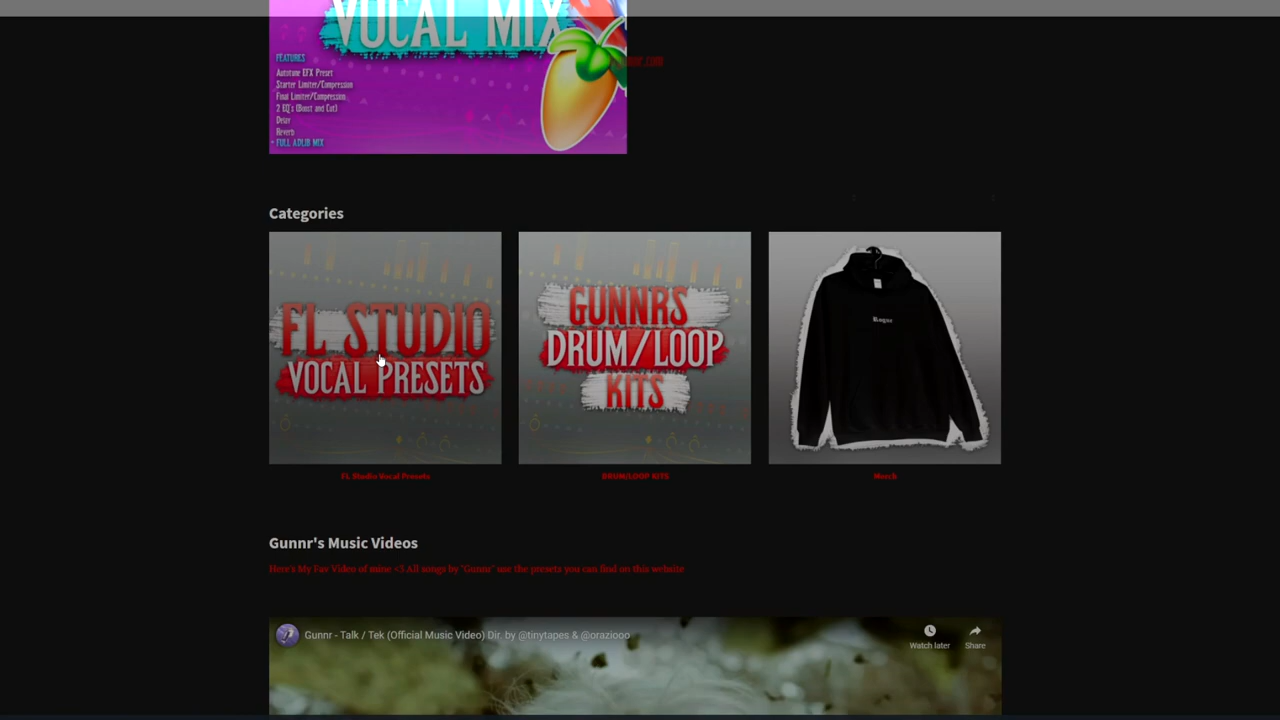 VOCAL MIX
FEATURES
Autotune EFX Preset
Starter Limiter/Compression
Final Limiter/Compression
2 EQ's (Boost and Cut)
Delay
Reverb
- FULL ADLIB MIX
Categories
FL STUDIO
VOCAL PRESETS
GUNNRS
DRUM/LOOP
KITS
Rogue
FL Studio Vocal Presets
DRUM/LOOP KITS
Merch
Gunnr's Music Videos
Here's My Fav Video of mine <3 All songs by "Gunnr" use the presets you can find on this website
Gunnr - Talk / Tek (Official Music Video) Dir. by @tinytapes & @oraziooo
Watch later
Share